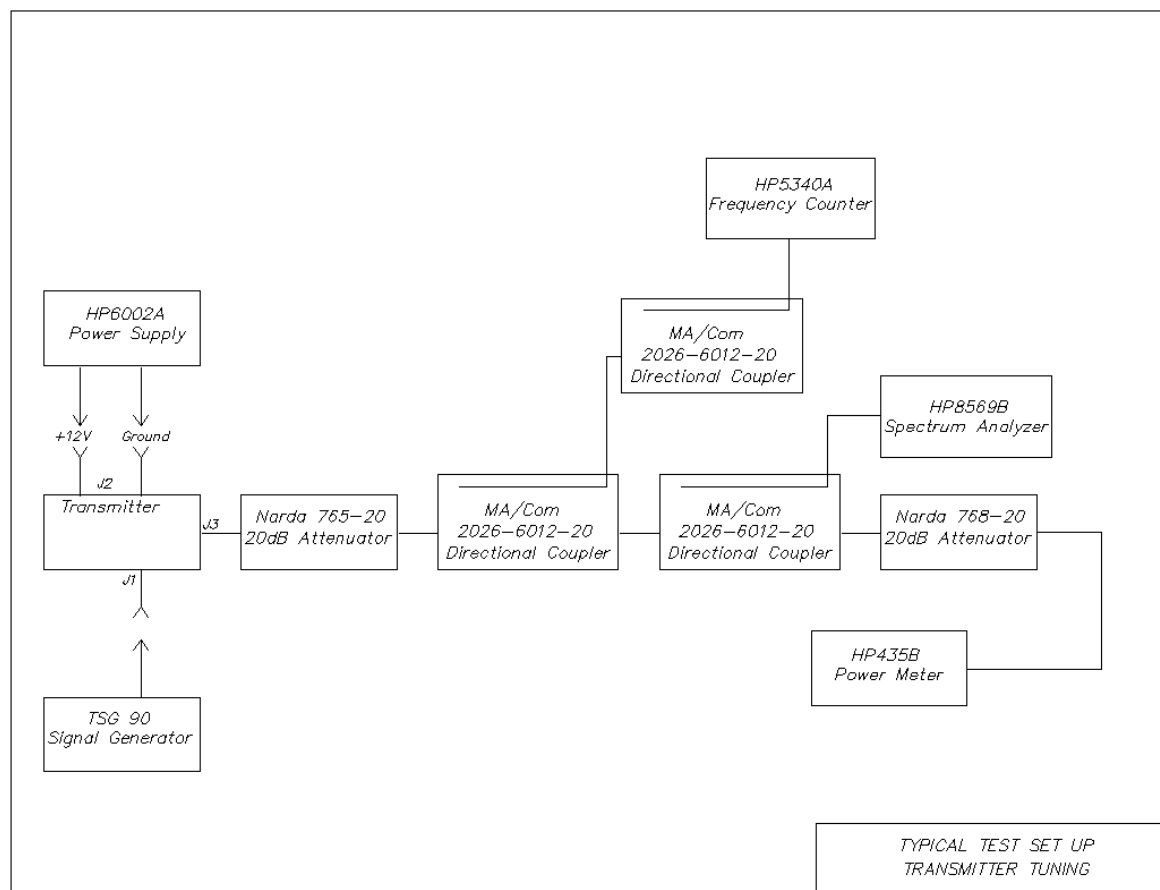 HP5340A
Frequency Counter
HP6002A
Power Supply
MA/Com
2026-6012-20
Directional Coupler
HP8569B
Spectrum Analyzer
+12V
Ground
J2
Transmitter
J3
Narda 765-20
20dB Attenuator
MA/Com
2026-6012-20
Directional Coupler
MA/Com
2026-6012-20
Directional Coupler
Narda 768-20
20dB Attenuator
J1
HP435B
Power Meter
TSG 90
Signal Generator
TYPICAL TEST SET UP
TRANSMITTER TUNING